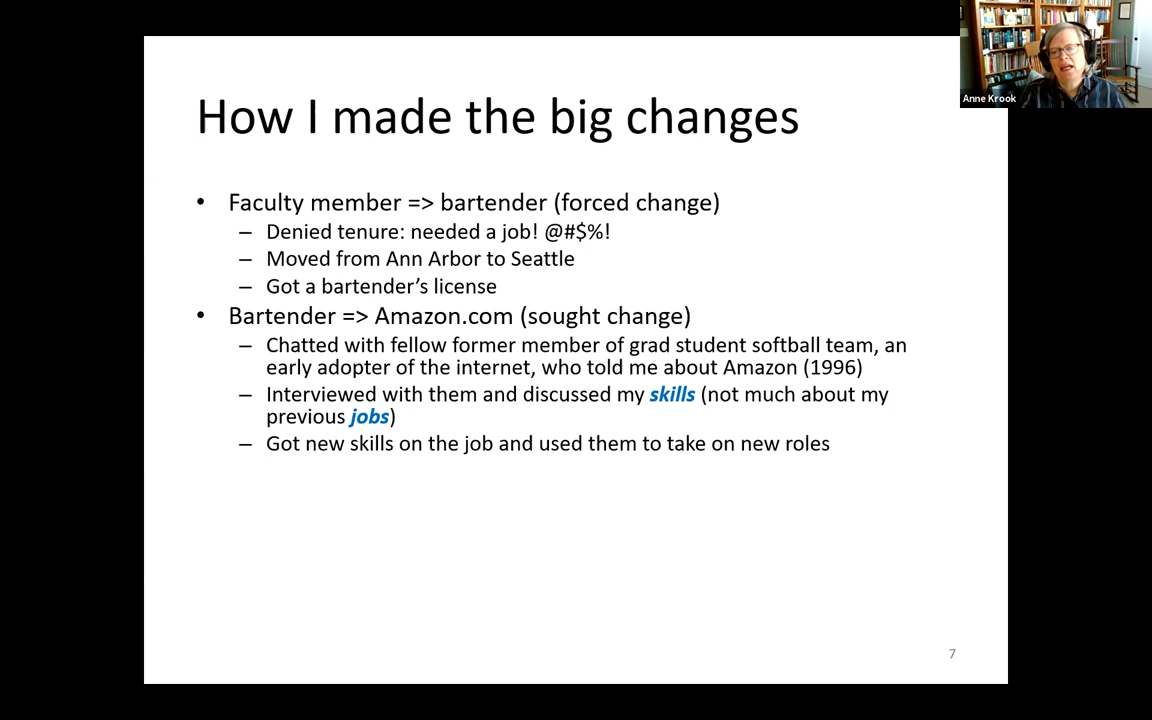 Anne Krook
How I made the big changes
• Faculty member => bartender (forced change)
– Denied tenure: needed a job! @#$%!
– Moved from Ann Arbor to Seattle
– Got a bartender’s license
• Bartender => Amazon.com (sought change)
– Chatted with fellow former member of grad student softball team, an
early adopter of the internet, who told me about Amazon (1996)
– Interviewed with them and discussed my skills (not much about my
previous jobs)
– Got new skills on the job and used them to take on new roles
7